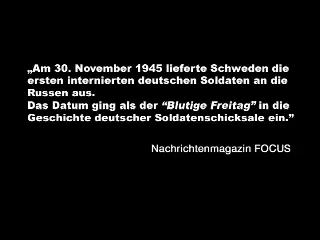 „Am 30. November 1945 lieferte Schweden die
ersten internierten deutschen Soldaten an die
Russen aus.
Das Datum ging als der “Blutige Freitag” in die
Geschichte deutscher Soldatenschicksale ein.”
Nachrichtenmagazin FOCUS